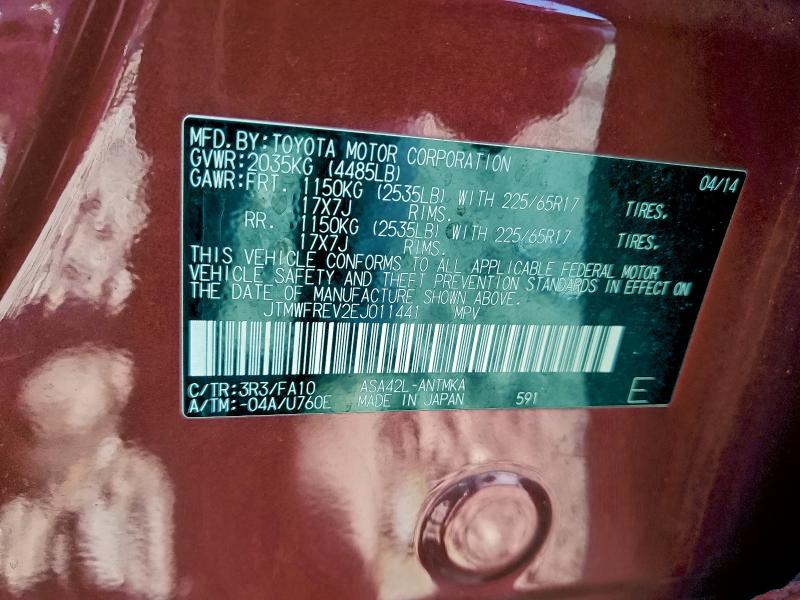 MFD.BY:TOYOTA MOTOR CORPORATION 04/14
GVWR:2035KG (4485LB)
GAWR:FRT. 1150KG (2535LB) WITH 225/65R17 TIRES.
17X7J RIMS.
RR. 1150KG (2535LB) WITH 225/65R17 TIRES.
17X7J RIMS.
THIS VEHICLE CONFORMS TO ALL APPLICABLE FEDERAL MOTOR
VEHICLE SAFETY AND THEFT PREVENTION STANDARDS IN EFFECT ON
THE DATE OF MANUFACTURE SHOWN ABOVE.
JTMWFREV2EJ011441 MPV
C/TR:3R3/FA10 ASA42L-ANTMKA
A/TM:-04A/U760E MADE IN JAPAN 591 E